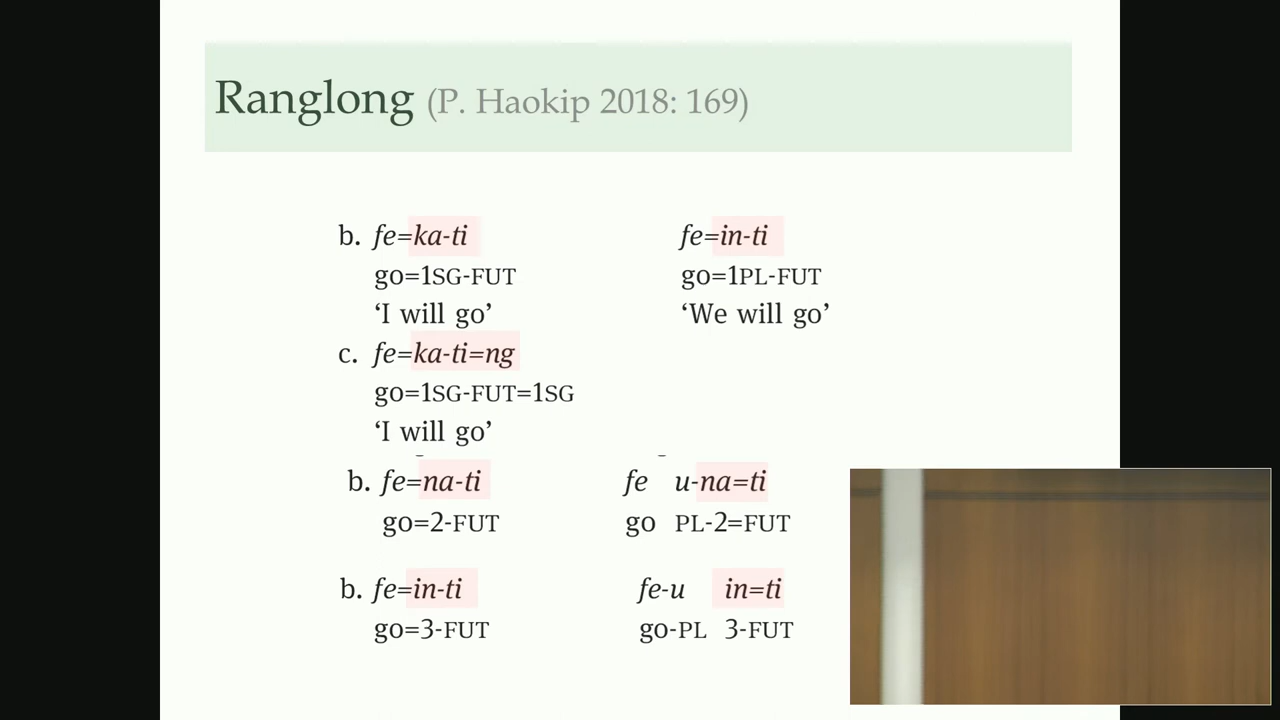 Ranglong (P. Haokip 2018: 169)
b. fe=ka-ti fe=in-ti
go=1SG-FUT go=1PL-FUT
‘I will go’ ‘We will go’
c. fe=ka-ti=ng
go=1SG-FUT=1SG
‘I will go’
b. fe=na-ti fe u-na=ti
go=2-FUT go PL-2=FUT
b. fe=in-ti fe-u in=ti
go=3-FUT go-PL 3-FUT